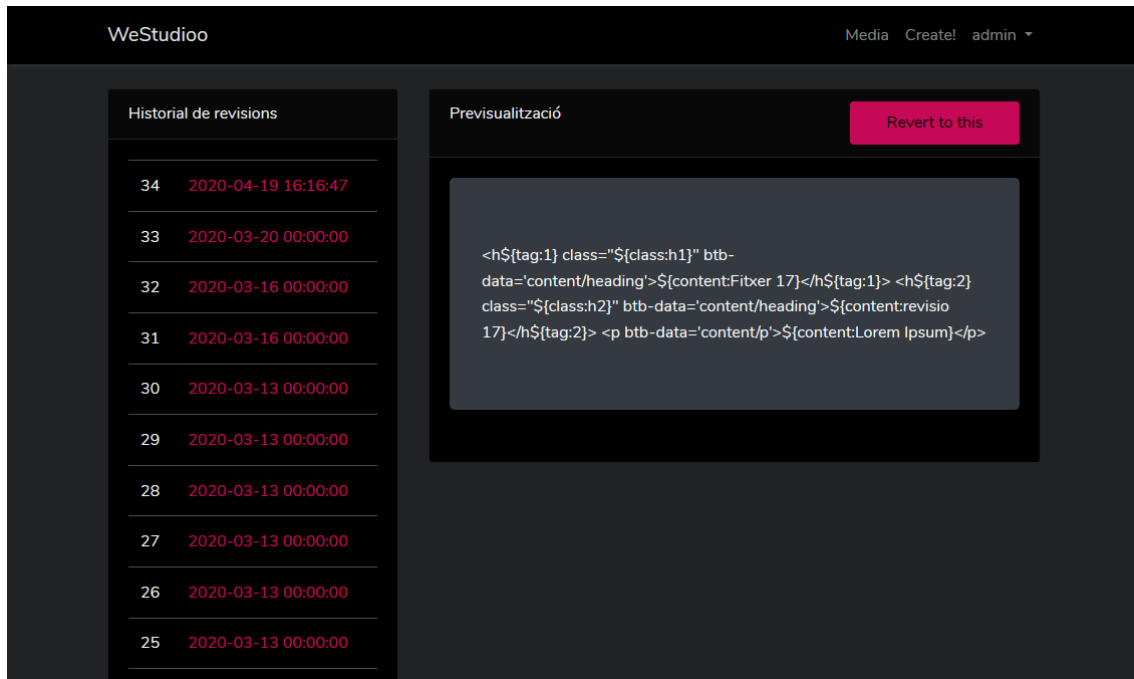 WeStudioo
Media Create! admin
Historial de revisions
34 2020-04-19 16:16:47
33 2020-03-20 00:00:00
32 2020-03-16 00:00:00
31 2020-03-16 00:00:00
30 2020-03-13 00:00:00
29 2020-03-13 00:00:00
28 2020-03-13 00:00:00
27 2020-03-13 00:00:00
26 2020-03-13 00:00:00
25 2020-03-13 00:00:00
Previsualització
Revert to this
<h${tag:1} class="${class:h1}" btb-
data='content/heading'>${content:Fitxer 17}</h${tag:1}> <h${tag:2}
class="${class:h2}" btb-data='content/heading'>${content:revisio
17}</h${tag:2}> <p btb-data='content/p'>${content:Lorem Ipsum}</p>